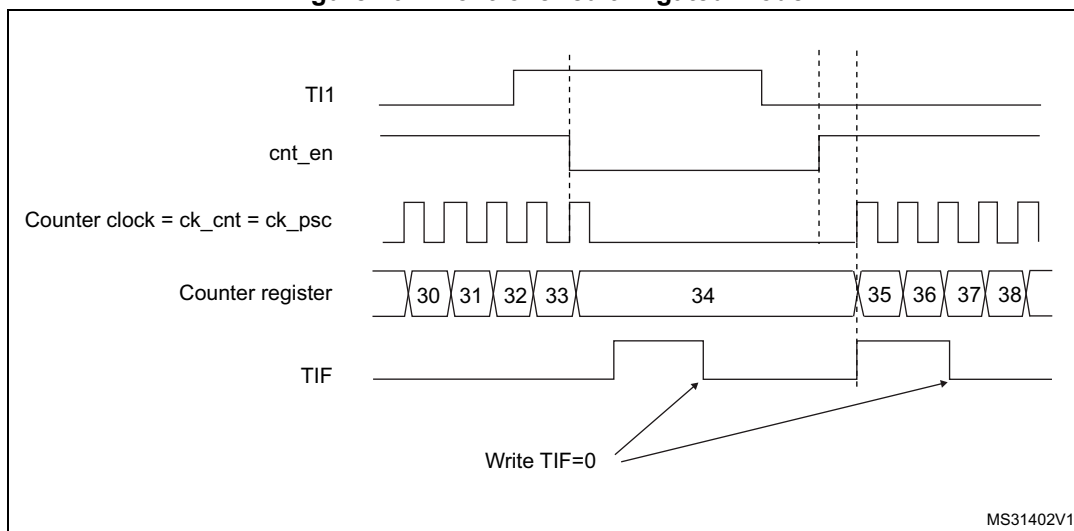 TI1
cnt_en
Counter clock = ck_cnt = ck_psc
Counter register
30 31 32 33 34 35 36 37 38
TIF
Write TIF=0
MS31402V1